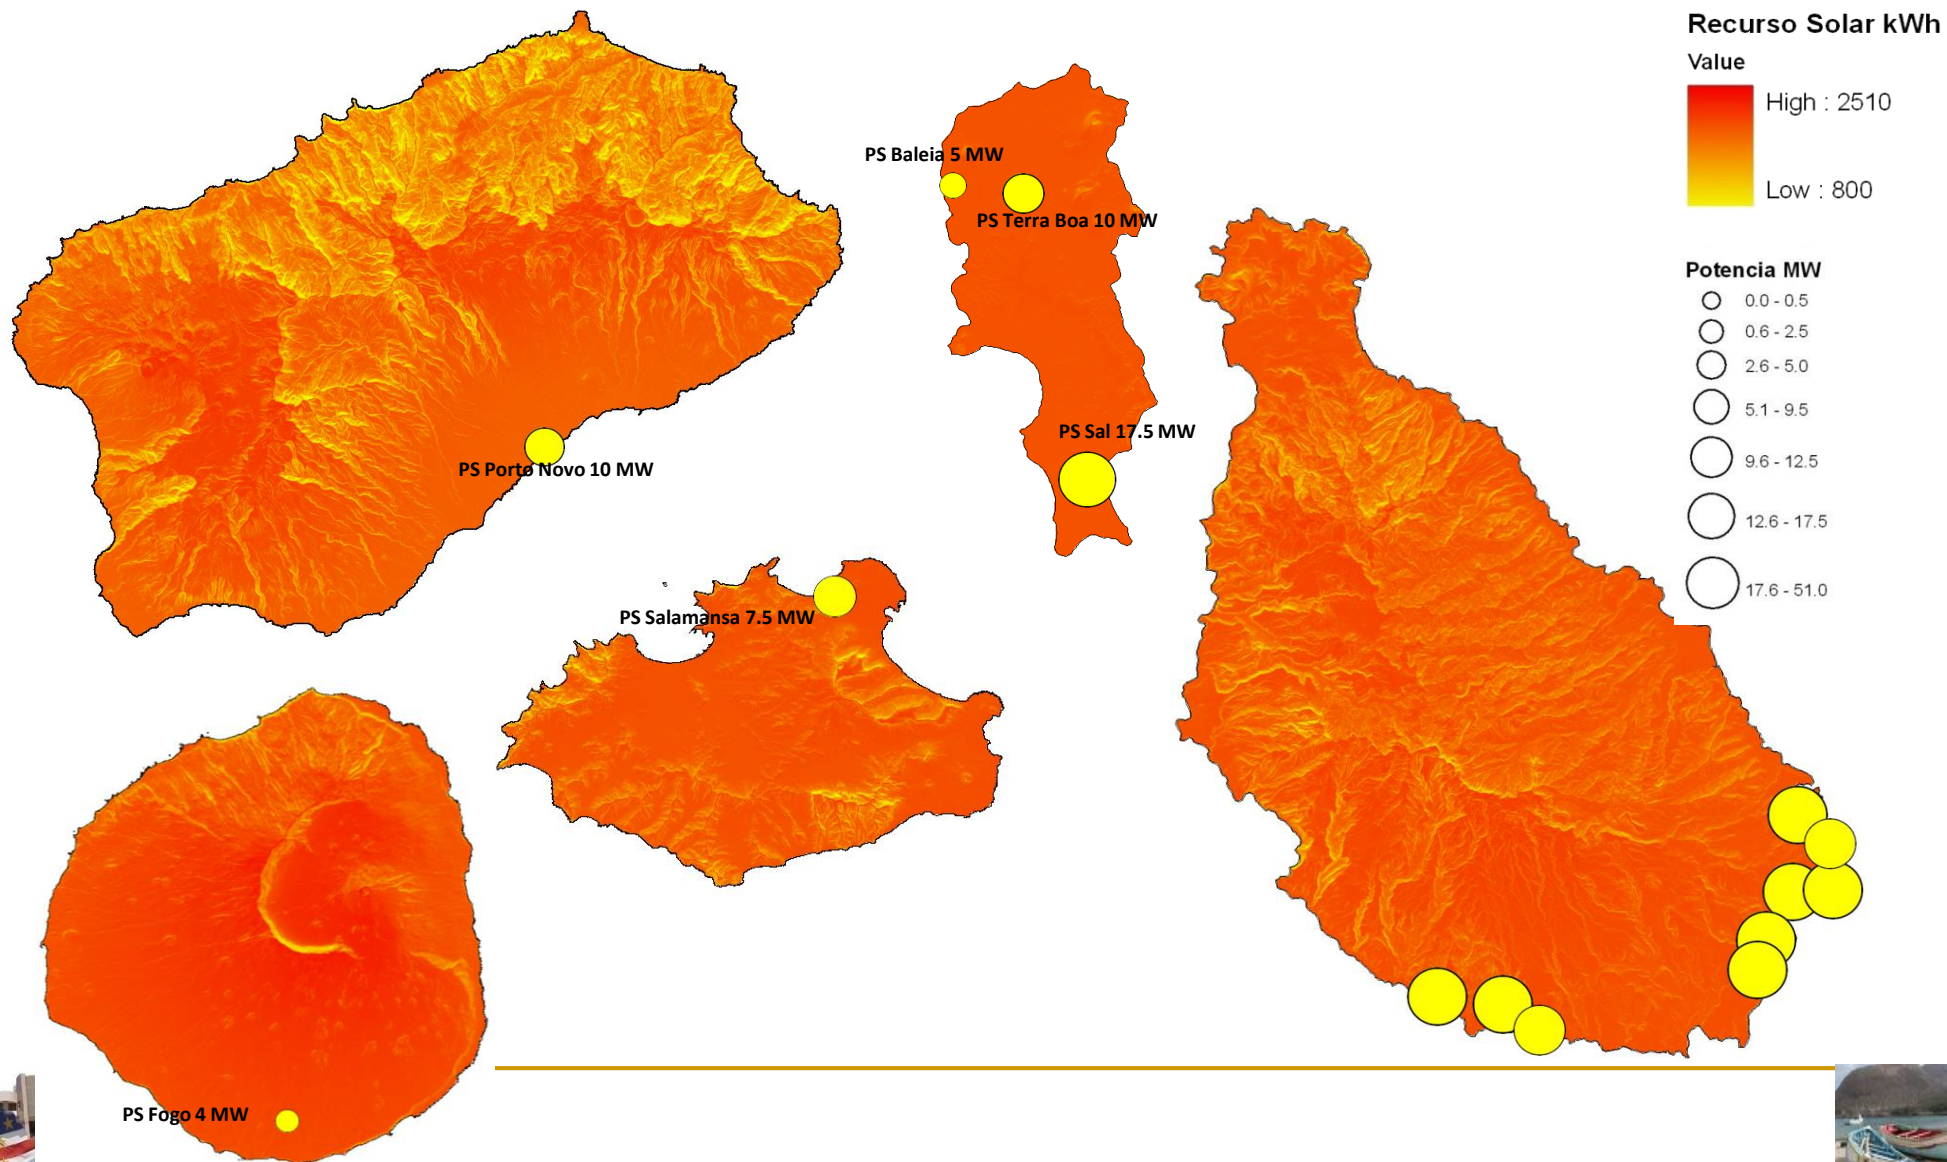 Recurso Solar kWh
Value
High : 2510
Low : 800
Potencia MW
0.0 - 0.5
0.6 - 2.5
2.6 - 5.0
5.1 - 9.5
9.6 - 12.5
12.6 - 17.5
17.6 - 51.0
PS Baleia 5 MW
PS Terra Boa 10 MW
PS Sal 17.5 MW
PS Porto Novo 10 MW
PS Salamansa 7.5 MW
PS Fogo 4 MW